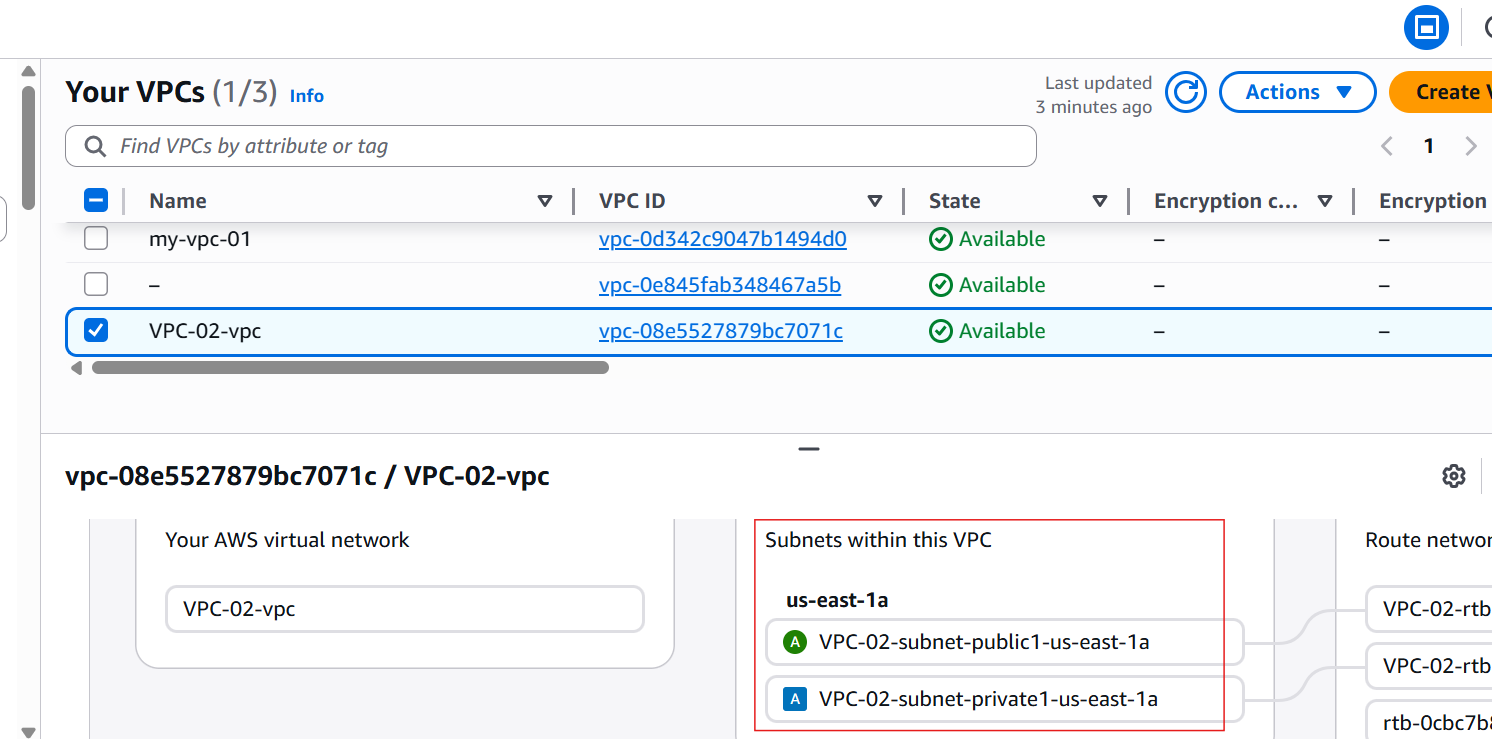 Your VPCs (1/3) Info
Last updated
3 minutes ago
Actions
Create
Find VPCs by attribute or tag
1
Name VPC ID State Encryption c... Encryption
my-vpc-01 vpc-0d342c9047b1494d0 Available – –
– vpc-0e845fab348467a5b Available – –
VPC-02-vpc vpc-08e5527879bc7071c Available – –
vpc-08e5527879bc7071c / VPC-02-vpc
Your AWS virtual network
VPC-02-vpc
Subnets within this VPC
us-east-1a
A VPC-02-subnet-public1-us-east-1a
A VPC-02-subnet-private1-us-east-1a
Route networ
VPC-02-rtb
VPC-02-rtb
rtb-0cbc7b8